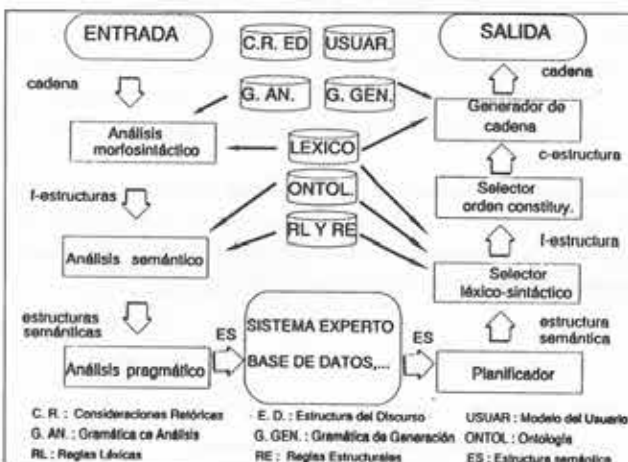 ENTRADA
C.R. ED
USUAR.
SALIDA
cadena
G. AN.
G. GEN.
cadena
Análisis
morfosintáctico
LEXICO
Generador de
cadena
f-estructuras
ONTOL.
c-estructura
Selector
orden constituy.
Análisis semántico
RL Y RE
f-estructura
Selector
léxico-sintáctico
estructuras
semánticas
ES
SISTEMA EXPERTO
BASE DE DATOS,...
ES
estructura
semántica
Análisis pragmático
Planificador
C. R. : Consideraciones Retóricas
E. D. : Estructura del Discurso
USUAR : Modelo del Usuario
G. AN. : Gramática de Análisis
G. GEN. : Gramática de Generación
ONTOL : Ontología
RL : Reglas Léxicas
RE : Reglas Estructurales
ES : Estructura semántica